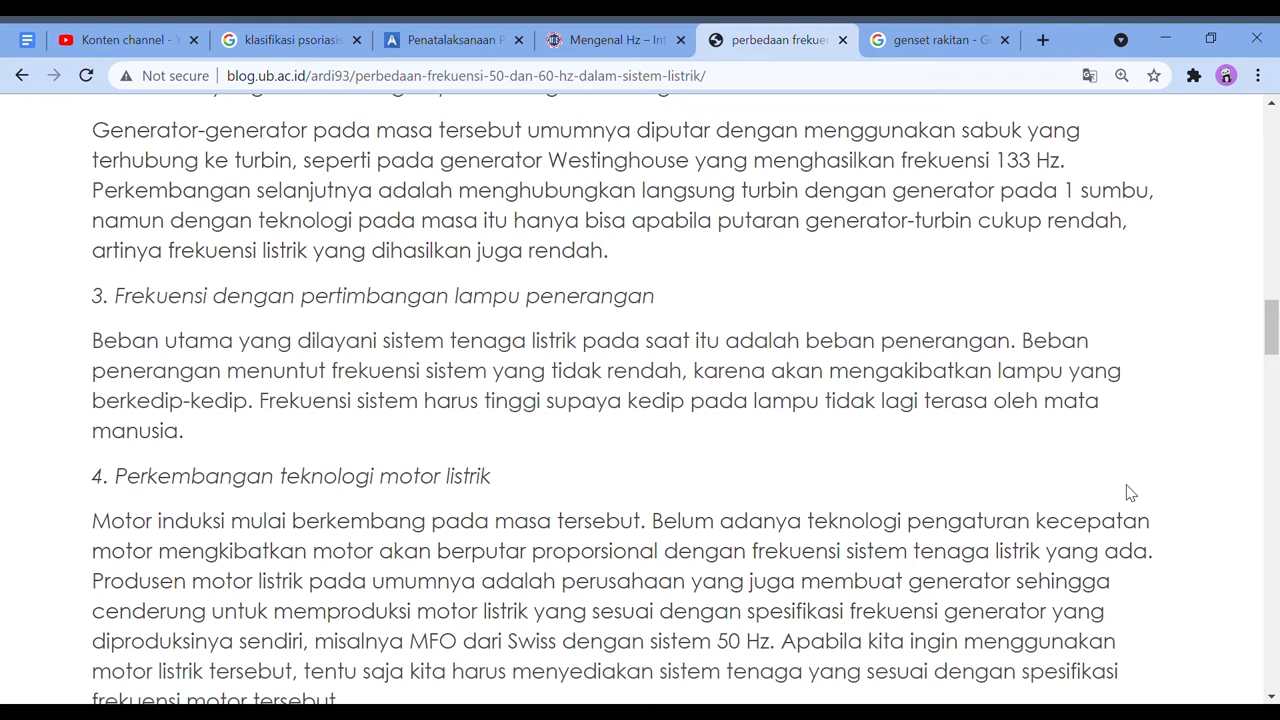 Konten channel - Y
klasifikasi psoriasis
Penatalaksanaan P
Mengenal Hz – Int
perbedaan frekuen
genset rakitan - Go
Not secure
blog.ub.ac.id/ardi93/perbedaan-frekuensi-50-dan-60-hz-dalam-sistem-listrik/
Generator-generator pada masa tersebut umumnya diputar dengan menggunakan sabuk yang
terhubung ke turbin, seperti pada generator Westinghouse yang menghasilkan frekuensi 133 Hz.
Perkembangan selanjutnya adalah menghubungkan langsung turbin dengan generator pada 1 sumbu,
namun dengan teknologi pada masa itu hanya bisa apabila putaran generator-turbin cukup rendah,
artinya frekuensi listrik yang dihasilkan juga rendah.
3. Frekuensi dengan pertimbangan lampu penerangan
Beban utama yang dilayani sistem tenaga listrik pada saat itu adalah beban penerangan. Beban
penerangan menuntut frekuensi sistem yang tidak rendah, karena akan mengakibatkan lampu yang
berkedip-kedip. Frekuensi sistem harus tinggi supaya kedip pada lampu tidak lagi terasa oleh mata
manusia.
4. Perkembangan teknologi motor listrik
Motor induksi mulai berkembang pada masa tersebut. Belum adanya teknologi pengaturan kecepatan
motor mengkibatkan motor akan berputar proporsional dengan frekuensi sistem tenaga listrik yang ada.
Produsen motor listrik pada umumnya adalah perusahaan yang juga membuat generator sehingga
cenderung untuk memproduksi motor listrik yang sesuai dengan spesifikasi frekuensi generator yang
diproduksinya sendiri, misalnya MFO dari Swiss dengan sistem 50 Hz. Apabila kita ingin menggunakan
motor listrik tersebut, tentu saja kita harus menyediakan sistem tenaga yang sesuai dengan spesifikasi
frekuensi motor tersebut.